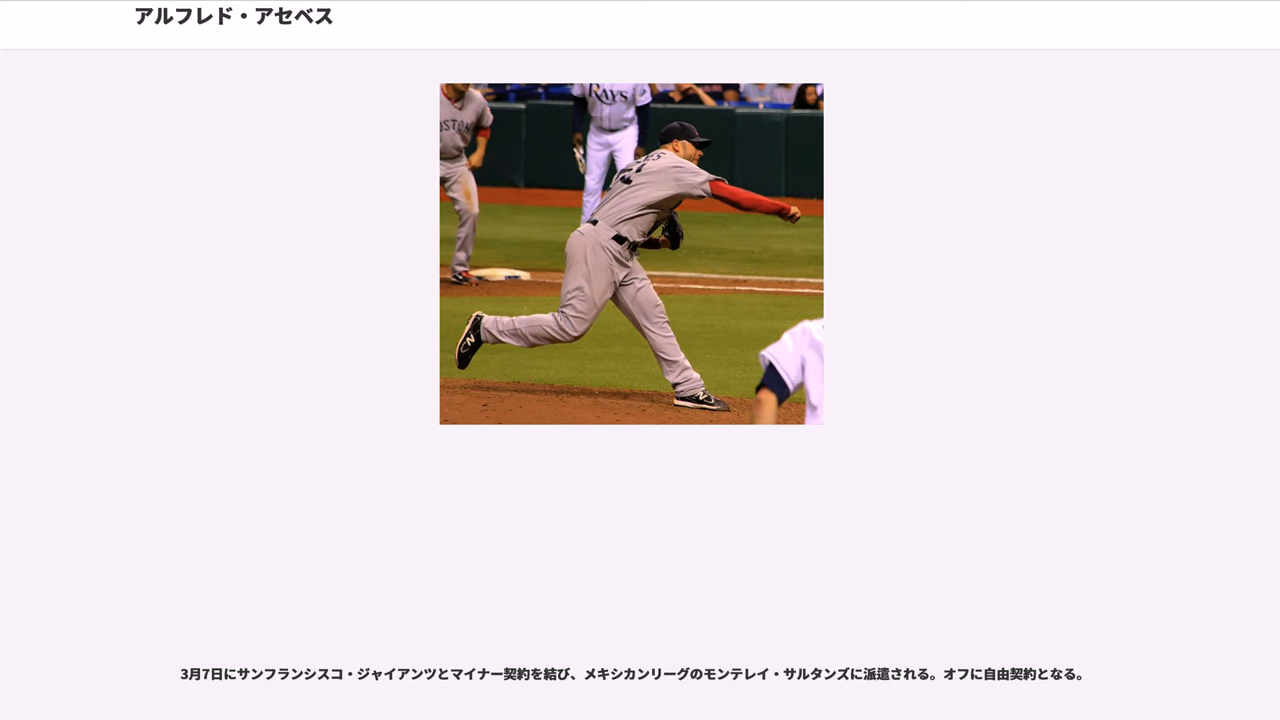 アルフレド・アセベス
RAYS
3月7日にサンフランシスコ・ジャイアンツとマイナー契約を結び、メキシカンリーグのモンテレイ・サルタンズに派遣される。オフに自由契約となる。